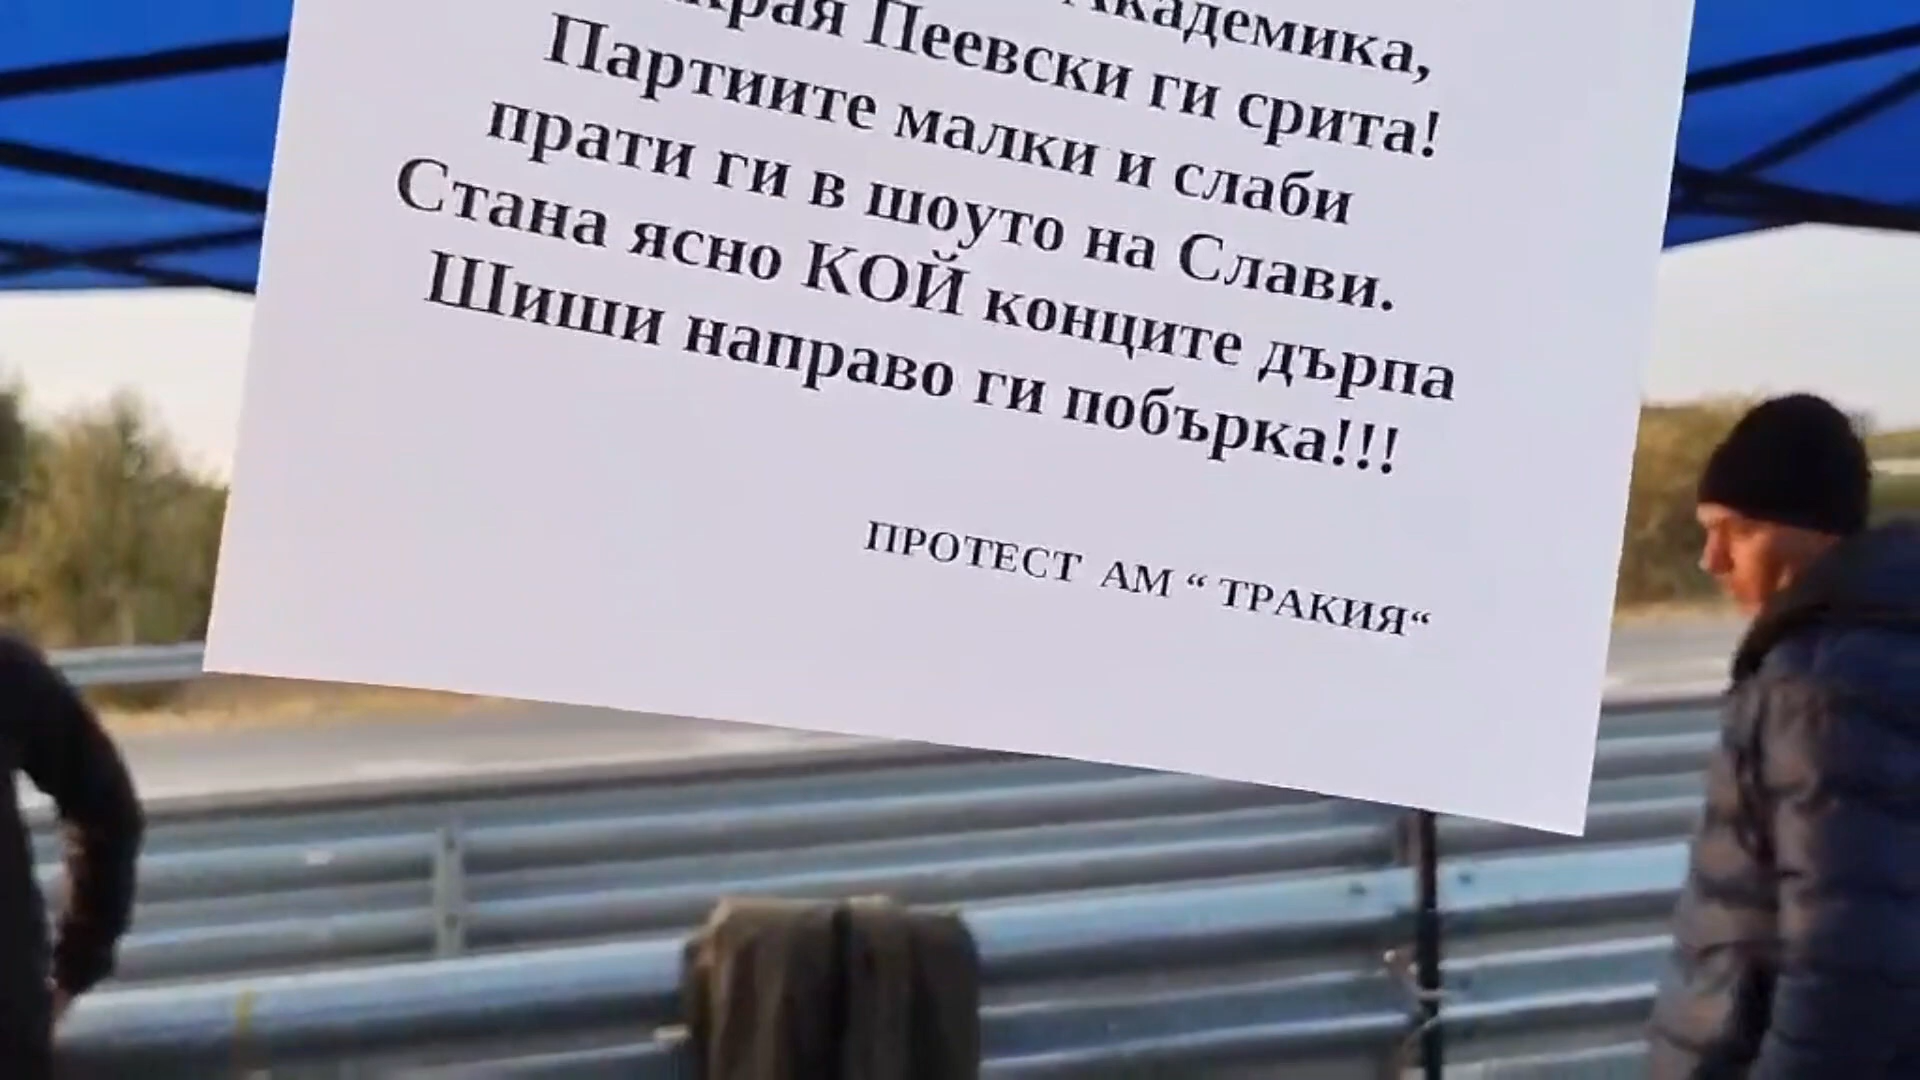 Академика,
Пеевски ги срита!
Партиите малки и слаби
прати ги в шоуто на Слави.
Стана ясно КОЙ конците дърпа
Шиши направо ги побърка!!!
ПРОТЕСТ АМ “ ТРАКИЯ“